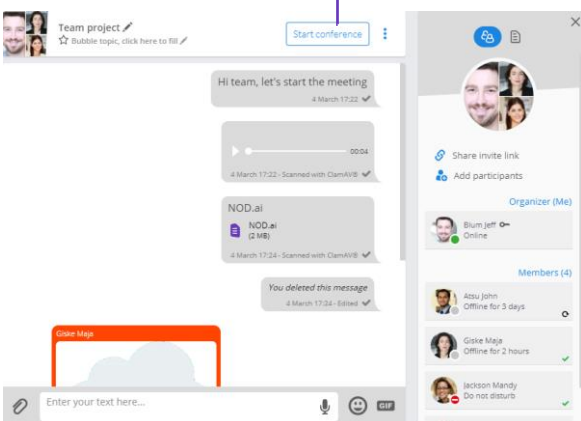 Team project
Bubble topic, click here to fill
Start conference
Hi team, let's start the meeting
4 March 17:22
00:04
4 March 17:22 - Scanned with ClamAV®
NOD.ai
NOD.ai
(2 MB)
4 March 17:24 - Scanned with ClamAV®
You deleted this message
4 March 17:24 - Edited
Giske Maja
Enter your text here...
GIF
Share invite link
Add participants
Organizer (Me)
Blum Jeff
Online
Members (4)
Atsu John
Offline for 3 days
Giske Maja
Offline for 2 hours
Jackson Mandy
Do not disturb